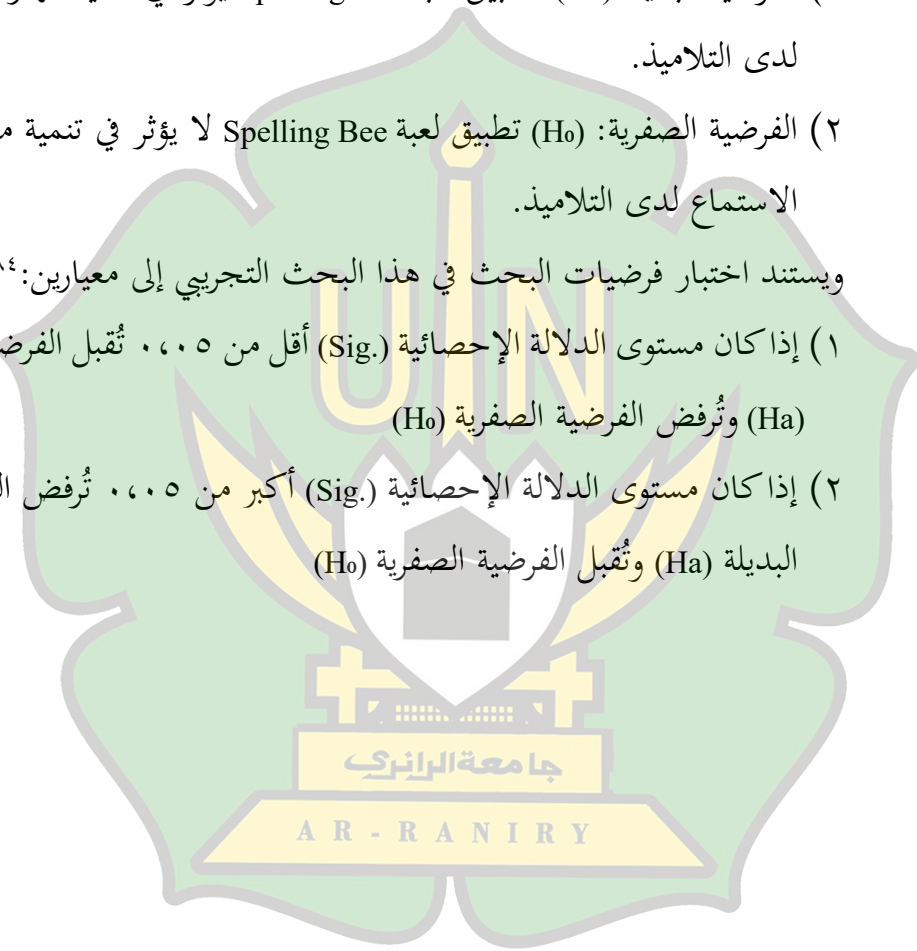 لدى التلاميذ.
٢) الفرضية الصفرية: (H₀) تطبيق لعبة Spelling Bee لا يؤثر في تنمية
الاستماع لدى التلاميذ.
ويستند اختبار فرضيات البحث في هذا البحث التجريبي إلى معيارين:
١) إذا كان مستوى الدلالة الإحصائية (Sig.) أقل من ٠،٠٥ تُقبل
(Ha) وتُرفض الفرضية الصفرية (H₀)
٢) إذا كان مستوى الدلالة الإحصائية (Sig.) أكبر من ٠،٠٥ تُرفض
البديلة (Ha) وتُقبل الفرضية الصفرية (H₀)
UIN
جامعة الرانري
AR-RANIRY